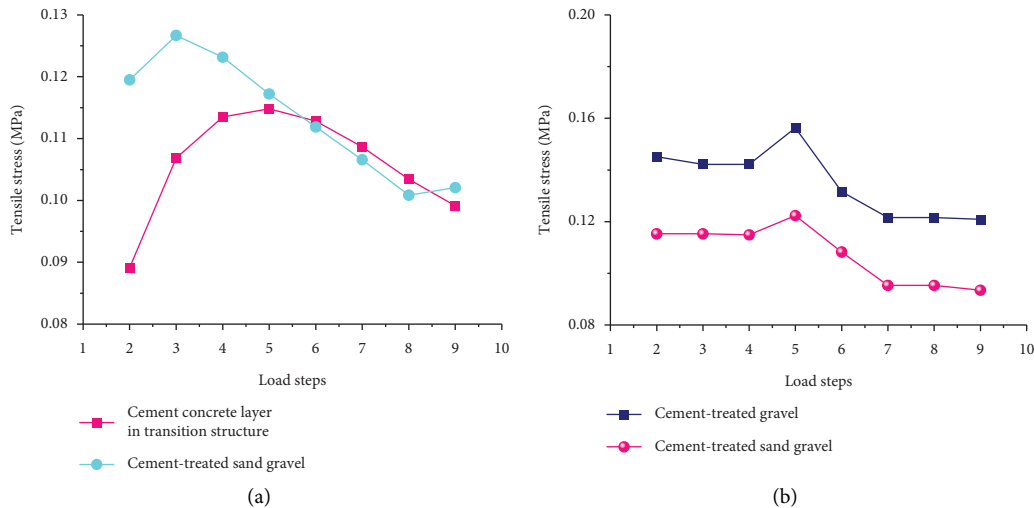 0.13
0.12
0.11
0.10
0.09
0.08
Tensile stress (MPa)
1 2 3 4 5 6 7 8 9 10
Load steps
Cement concrete layer
in transition structure
Cement-treated sand gravel
(a)
0.20
0.16
0.12
0.08
Tensile stress (MPa)
1 2 3 4 5 6 7 8 9 10
Load steps
Cement-treated gravel
Cement-treated sand gravel
(b)